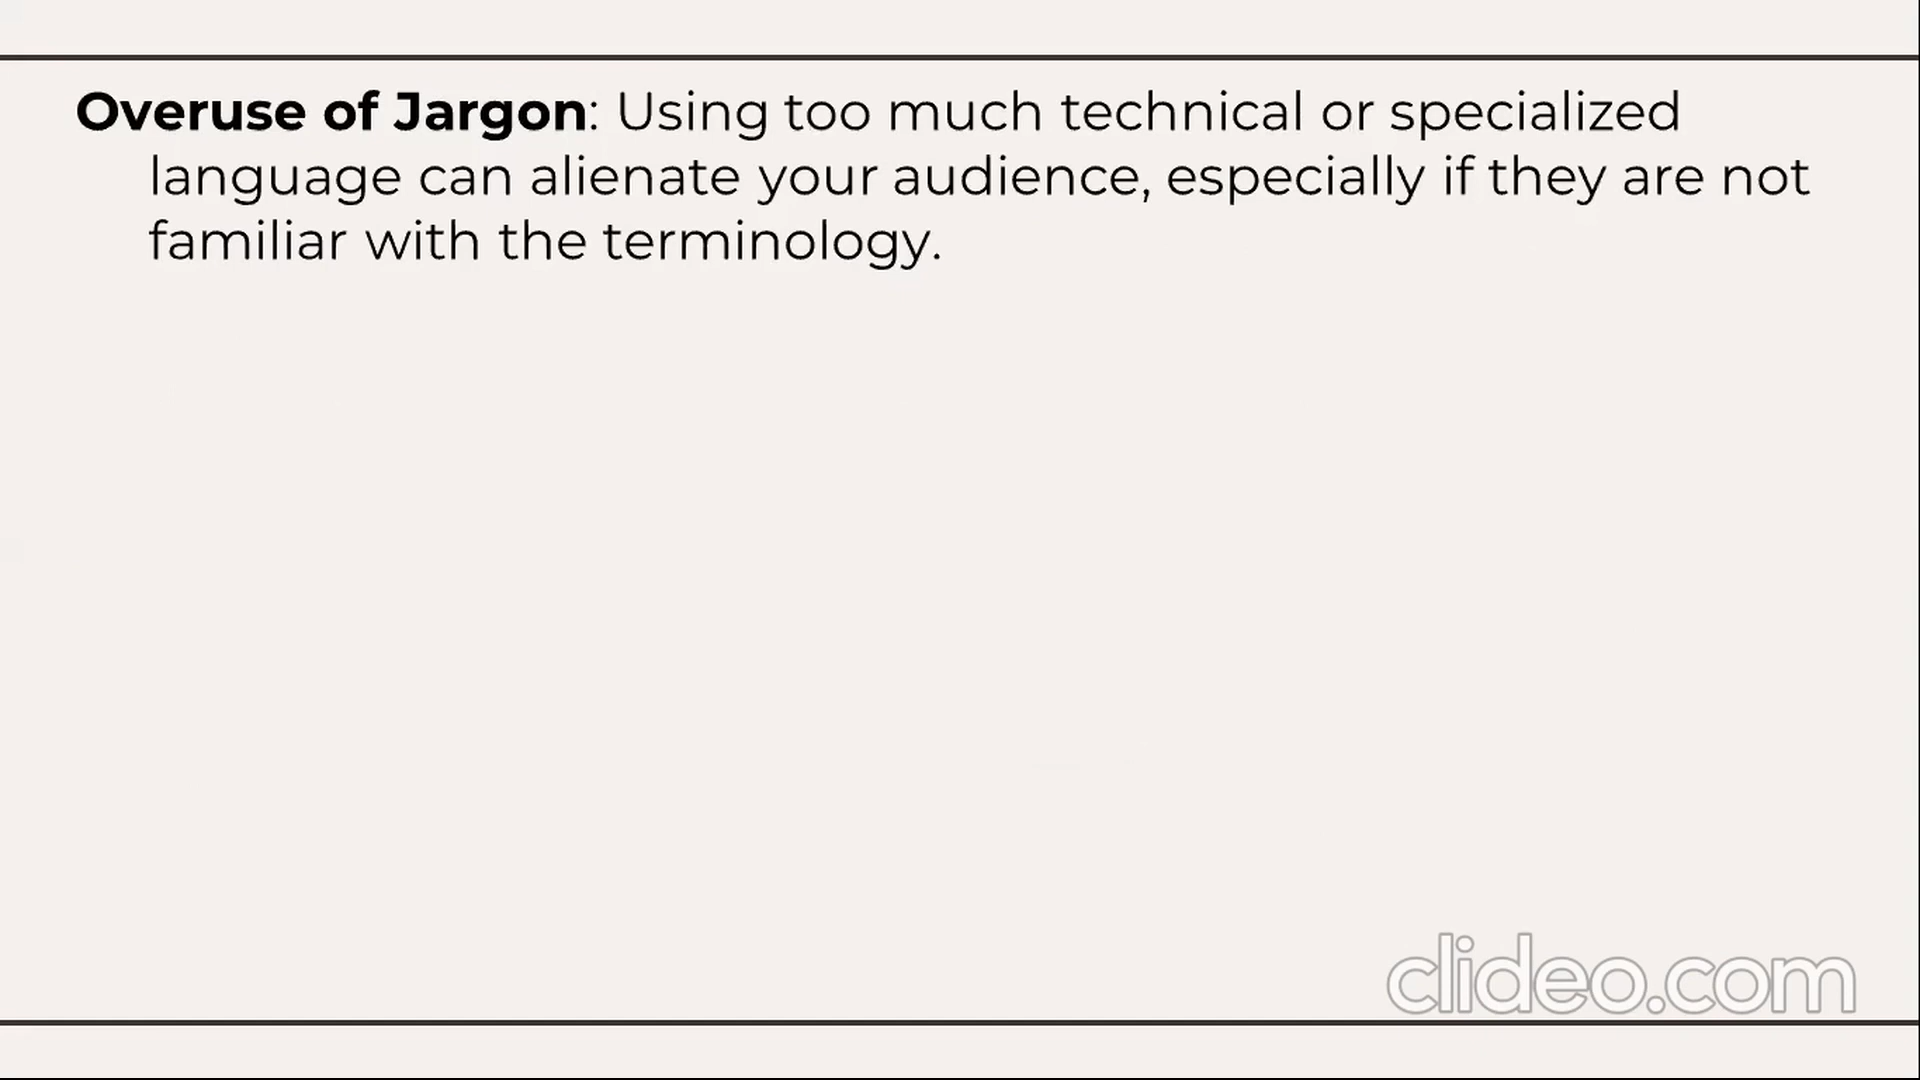 Overuse of Jargon: Using too much technical or specialized
language can alienate your audience, especially if they are not
familiar with the terminology.
clideo.com